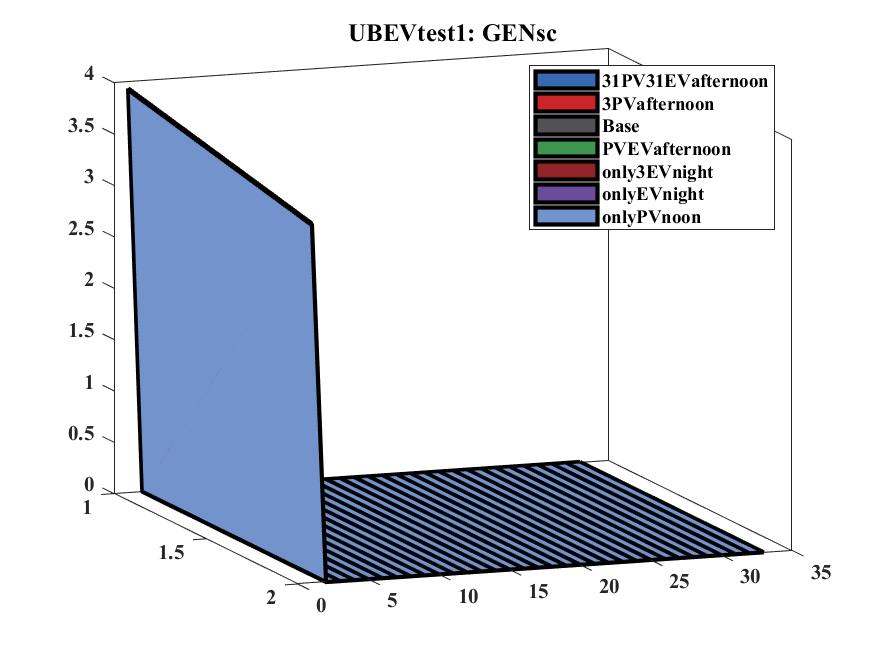 UBEVtest1: GENsc
31PV31EVafternoon
3PVafternoon
Base
PVEVafternoon
only3EVnight
onlyEVnight
onlyPVnoon
4
3.5
3
2.5
2
1.5
1
0.5
0
1
1.5
2
0
5
10
15
20
25
30
35